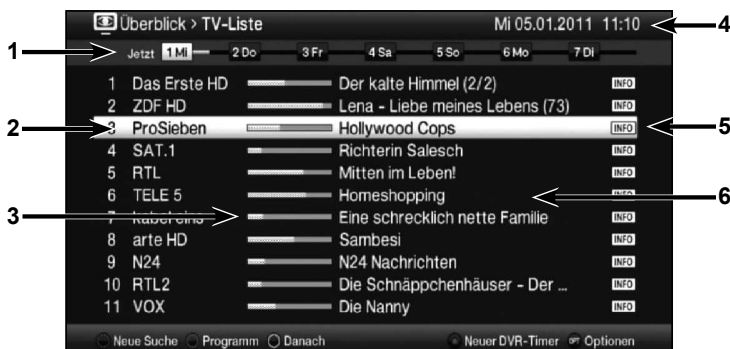 Überblick > TV-Liste Mi 05.01.2011 11:10 4
1 Jetzt 1 Mi 2 Do 3 Fr 4 Sa 5 So 6 Mo 7 Di
1 Das Erste HD Der kalte Himmel (2/2) INFO
2 ZDF HD Lena - Liebe meines Lebens (73) INFO
2 3 ProSieben Hollywood Cops INFO 5
4 SAT.1 Richterin Salesch INFO
5 RTL Mitten im Leben! INFO
6 TELE 5 Homeshopping INFO 6
3 7 kabel eins Eine schrecklich nette Familie INFO
8 arte HD Sambesi INFO
9 N24 N24 Nachrichten INFO
10 RTL2 Die Schnäppchenhäuser - Der ... INFO
11 VOX Die Nanny INFO
Neue Suche Programm Danach Neuer DVR-Timer OPT Optionen